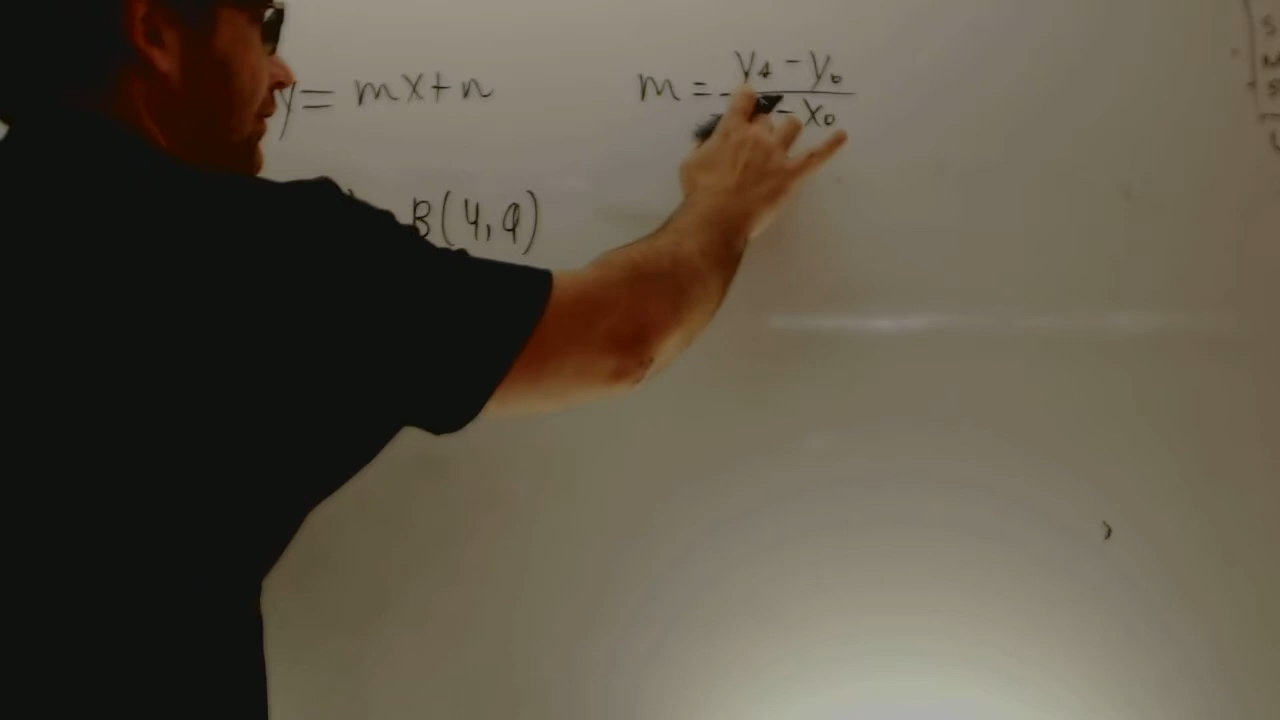 y = mx+n
m = y₁ - y₀ / - x₀
B(4,9)